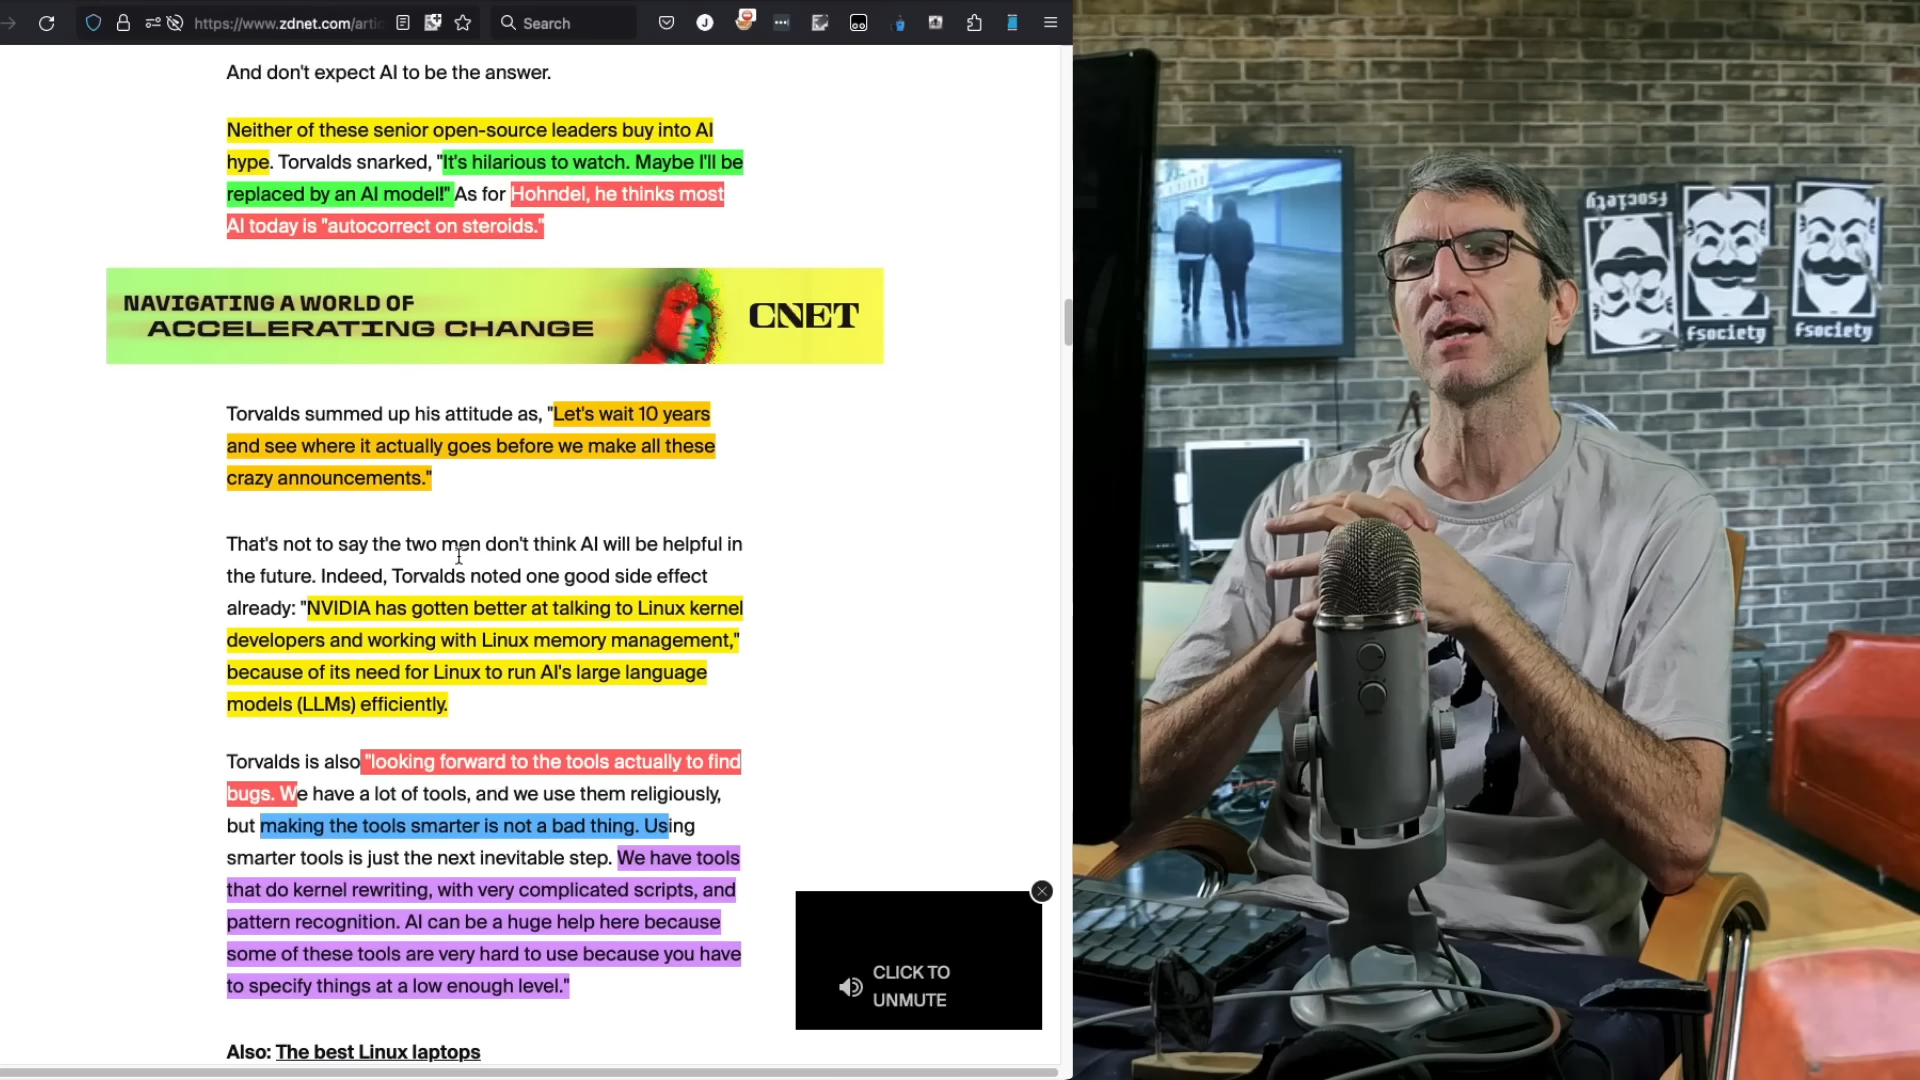 https://www.zdnet.com/artic
Search
And don't expect AI to be the answer.
Neither of these senior open-source leaders buy into AI
hype. Torvalds snarked, "It's hilarious to watch. Maybe I'll be
replaced by an AI model!" As for Hohndel, he thinks most
AI today is "autocorrect on steroids."
NAVIGATING A WORLD OF
ACCELERATING CHANGE
CNET
Torvalds summed up his attitude as, "Let's wait 10 years
and see where it actually goes before we make all these
crazy announcements."
That's not to say the two men don't think AI will be helpful in
the future. Indeed, Torvalds noted one good side effect
already: "NVIDIA has gotten better at talking to Linux kernel
developers and working with Linux memory management,"
because of its need for Linux to run AI's large language
models (LLMs) efficiently.
Torvalds is also "looking forward to the tools actually to find
bugs. We have a lot of tools, and we use them religiously,
but making the tools smarter is not a bad thing. Using
smarter tools is just the next inevitable step. We have tools
that do kernel rewriting, with very complicated scripts, and
pattern recognition. AI can be a huge help here because
some of these tools are very hard to use because you have
to specify things at a low enough level."
CLICK TO
UNMUTE
Also: The best Linux laptops
fsociety
fsociety
fsociety